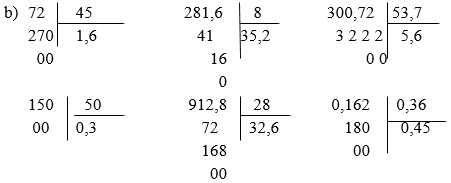 b) 72 45 281,6 8 300,72 53,7
270 1,6 41 35,2 3 2 2 2 5,6
00 16 0 0
0
150 50 912,8 28 0,162 0,36
00 0,3 72 32,6 180 0,45
168 00
00